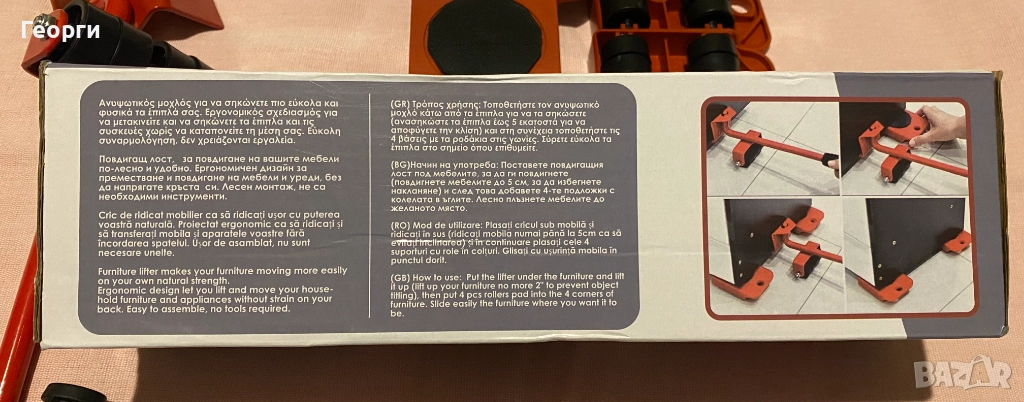 Георги
Ανυψωτικός μοχλός για να σηκώνετε πιο εύκολα και
φυσικά τα έπιπλά σας. Εργονομικός σχεδιασμός για
να μετακινείτε και να σηκώνετε τα έπιπλα και τις
συσκευές χωρίς να καταπονείτε τη μέση σας. Εύκολη
συναρμολόγηση, δεν χρειάζονται εργαλεία.
Повдигащ лост, за повдигане на вашите мебели
по-лесно и удобно. Ергономичен дизайн за
преместване и повдигане на мебели и уреди, без
да напрягате кръста си. Лесен монтаж, не са
необходими инструменти.
Cric de ridicat mobilier ca să ridicați ușor cu puterea
voastră naturală. Proiectat ergonomic ca să ridicați și
să transferați mobila și aparatele voastre fără
încordarea spatelui. Ușor de asamblat, nu sunt
necesare unelte.
Furniture lifter makes your furniture moving more easily
on your own natural strength.
Ergonomic design let you lift and move your house-
hold furniture and appliances without strain on your
back. Easy to assemble, no tools required.
(GR) Τρόπος χρήσης: Τοποθετήστε τον ανυψωτικό
μοχλό κάτω από τα έπιπλα για να τα σηκώσετε
(ανασηκώστε τα έπιπλα έως 5 εκατοστά για να
αποφύγετε την κλίση) και στη συνέχεια τοποθετήστε τις
4 βάσεις με τα ροδάκια στις γωνίες. Σύρετε εύκολα τα
έπιπλα στο σημείο όπου επιθυμείτε.
(BG)Начин на употреба: Поставете повдигащия
лост под мебелите, за да ги повдигнете
(повдигнете мебелите до 5 см, за да избегнете
накланяне) и след това добавете 4-те подложки с
колелата в ъглите. Лесно плъзнете мебелите до
желаното място.
(RO) Mod de utilizare: Plasați cricul sub mobilă și
ridicați în sus (ridicați mobila numai până la 5cm ca să
evitați înclinarea) și în continuare plasați cele 4
suporturi cu role în colțuri. Glisați cu ușurință mobila în
punctul dorit.
(GB) How to use: Put the lifter under the furniture and lift
it up (lift up your furniture no more 2" to prevent object
titling), then put 4 pcs rollers pad into the 4 corners of
furniture. Slide easily the furniture where you want it to
be.
BAZAR